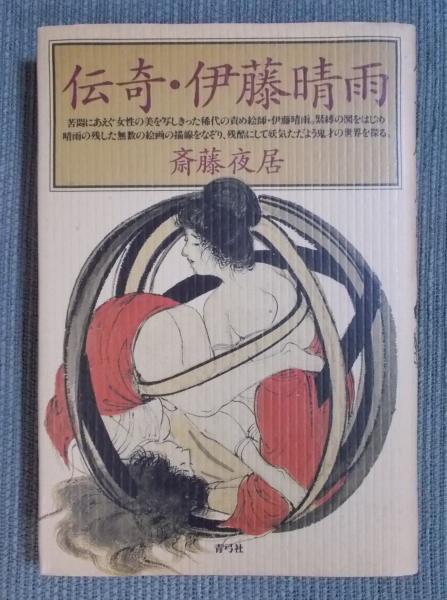 伝奇・伊藤晴雨
苦悶にあえぐ女性の美を写しきった稀代の責め絵師・伊藤晴雨。緊縛の図をはじめ
晴雨の残した無数の絵画の描線をなぞり、残酷にして妖気ただよう鬼才の世界を探る。
斎藤夜居
青弓社